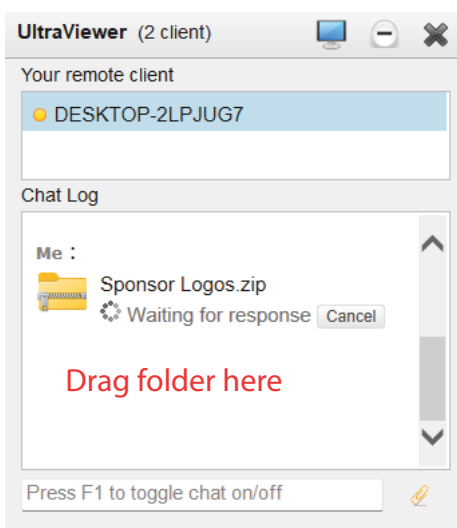 UltraViewer (2 client)
Your remote client
DESKTOP-2LPJUG7
Chat Log
Me :
Sponsor Logos.zip
Waiting for response Cancel
Drag folder here
Press F1 to toggle chat on/off